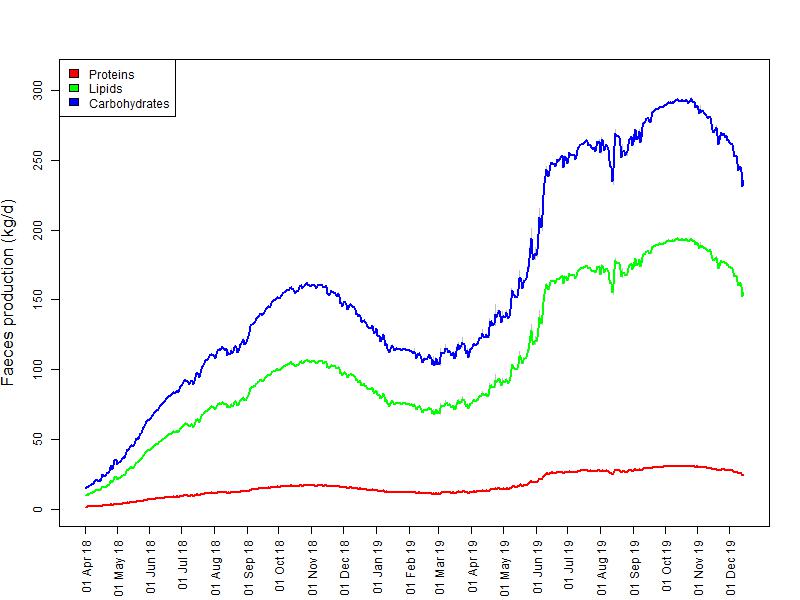 Proteins
Lipids
Carbohydrates
Faeces production (kg/d)
300
250
200
150
100
50
0
01 Apr 18
01 May 18
01 Jun 18
01 Jul 18
01 Aug 18
01 Sep 18
01 Oct 18
01 Nov 18
01 Dec 18
01 Jan 19
01 Feb 19
01 Mar 19
01 Apr 19
01 May 19
01 Jun 19
01 Jul 19
01 Aug 19
01 Sep 19
01 Oct 19
01 Nov 19
01 Dec 19